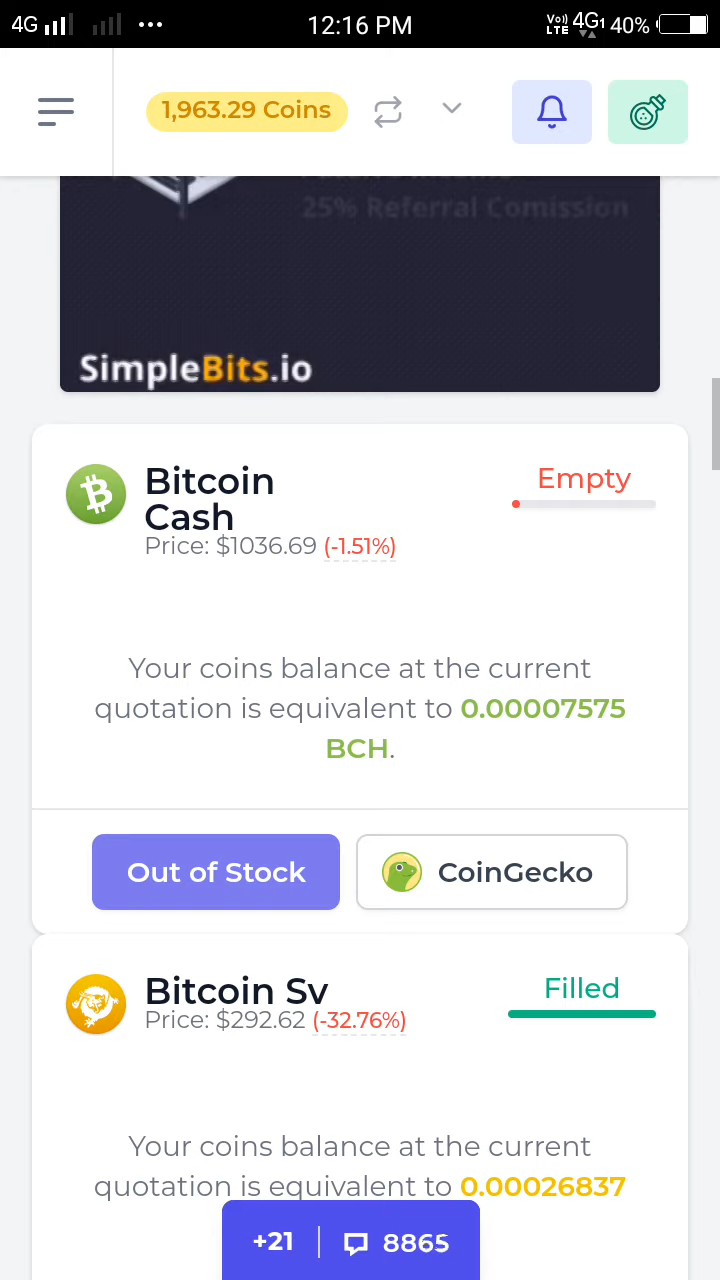 4G 12:16 PM Vo)) LTE 4G1 40%
1,963.29 Coins
25% Referral Comission
SimpleBits.io
Bitcoin
Cash
Empty
Price: $1036.69 (-1.51%)
Your coins balance at the current
quotation is equivalent to 0.00007575
BCH.
Out of Stock
CoinGecko
Bitcoin Sv
Filled
Price: $292.62 (-32.76%)
Your coins balance at the current
quotation is equivalent to 0.00026837
+21
8865